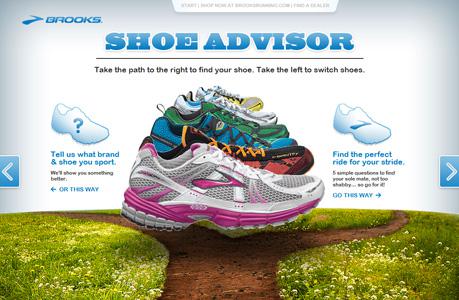 START | SHOP NOW AT BROOKSRUNNING.COM | FIND A DEALER
BROOKS
SHOE ADVISOR
Take the path to the right to find your shoe. Take the left to switch shoes.
?
Tell us what brand
& shoe you sport.
We'll show you something
better.
OR THIS WAY
Find the perfect
ride for your stride.
5 simple questions to find
your sole mate, not too
shabby... so go for it!
GO THIS WAY